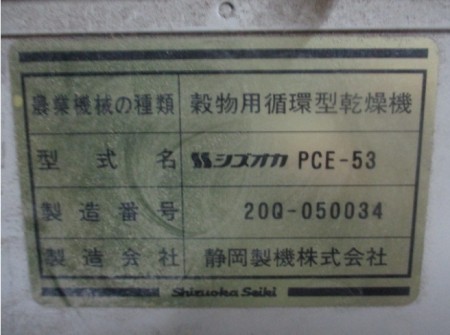 農業機械の種類 穀物用循環型乾燥機
型式名 シズオカ PCE-53
製造番号 20Q-050034
製造会社 静岡製機株式会社
Shizuoka Seiki